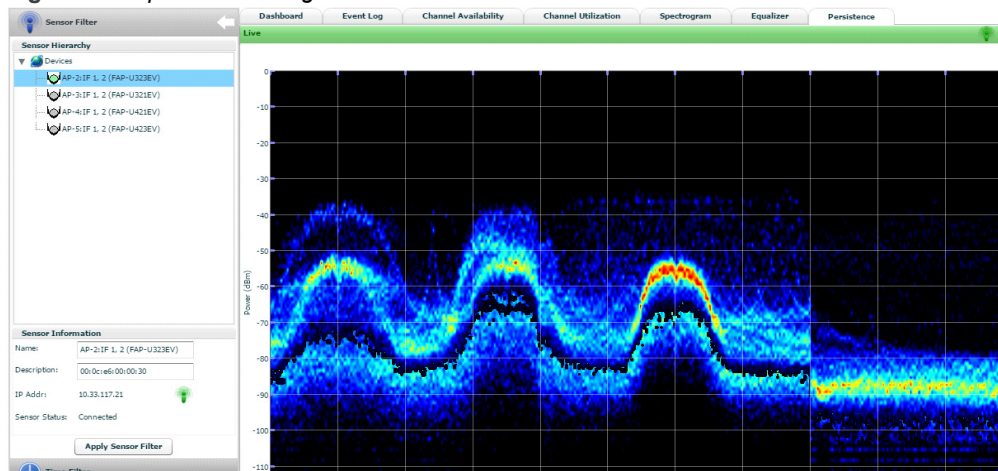 Sensor Filter
Dashboard
Event Log
Channel Availability
Channel Utilization
Spectrogram
Equalizer
Persistence
Live
Sensor Hierarchy
Devices
AP-2:IF 1, 2 (FAP-U323EV)
AP-3:IF 1, 2 (FAP-U321EV)
AP-4:IF 1, 2 (FAP-U421EV)
AP-5:IF 1, 2 (FAP-U423EV)
Sensor Information
Name: AP-2:IF 1, 2 (FAP-U323EV)
Description: 00:0c:e6:00:00:30
IP Addr: 10.33.117.21
Sensor Status: Connected
Apply Sensor Filter
Time Filter
Power (dBm)
0
-10
-20
-30
-40
-50
-60
-70
-80
-90
-100
-110